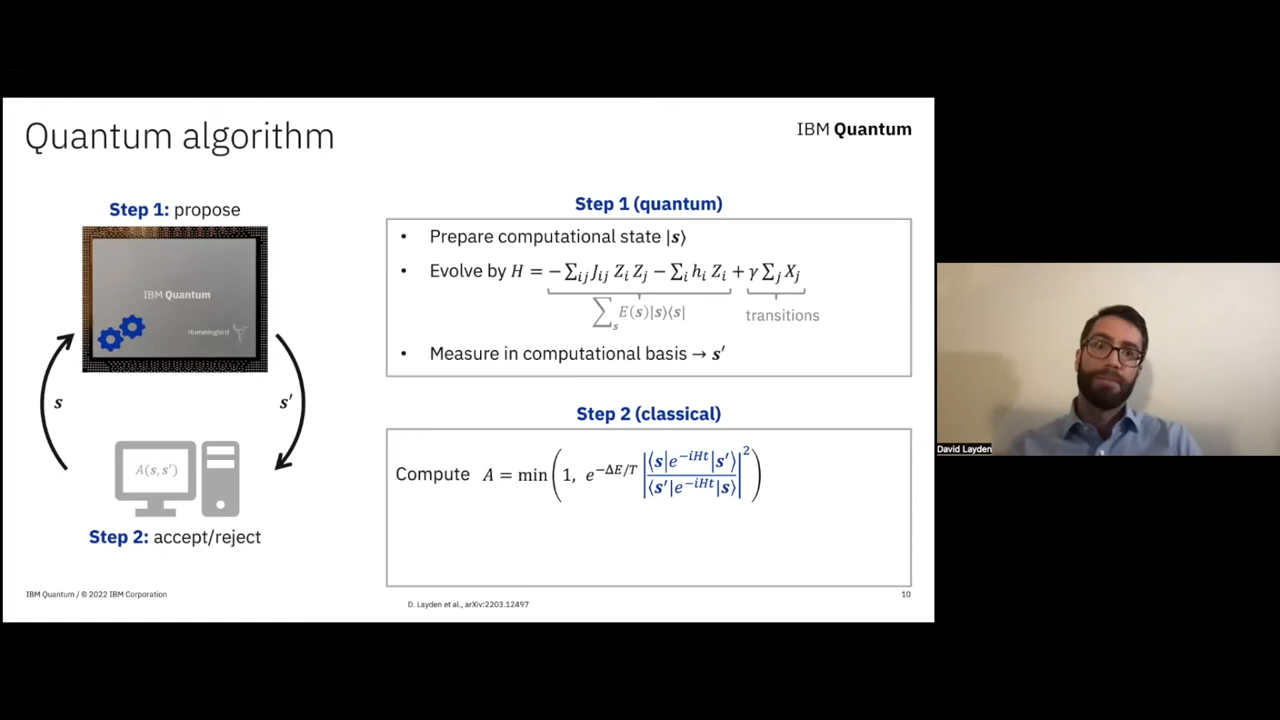 Quantum algorithm
IBM Quantum
Step 1: propose
IBM Quantum
Hummingbird
s
s′
A(s, s′)
Step 2: accept/reject
Step 1 (quantum)
• Prepare computational state |s⟩
• Evolve by H = −∑ᵢⱼ Jᵢⱼ Zᵢ Zⱼ − ∑ᵢ hᵢ Zᵢ + γ ∑ⱼ Xⱼ
∑ₛ E(s)|s⟩⟨s|
transitions
• Measure in computational basis → s′
Step 2 (classical)
Compute A = min(1, e^{−ΔE/T} |⟨s|e^{−iHt}|s′⟩ / ⟨s′|e^{−iHt}|s⟩|²)
IBM Quantum / © 2022 IBM Corporation
D. Layden et al., arXiv:2203.12497
10
David Layden